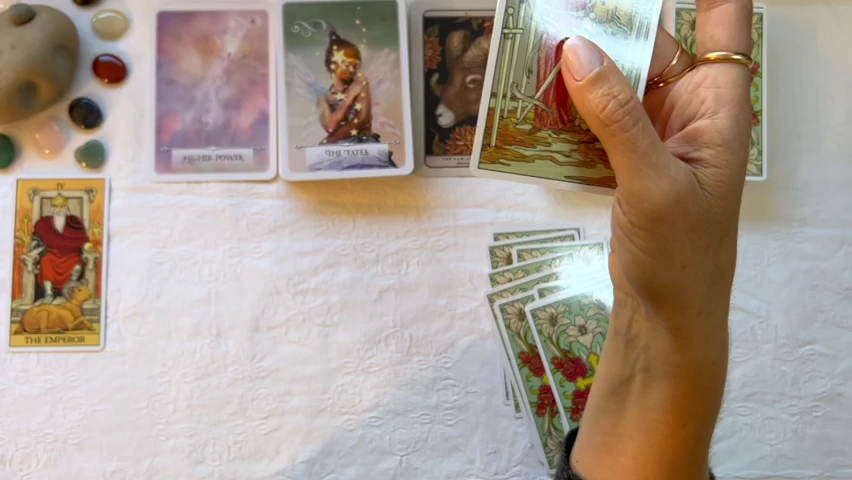 HIGHER POWER
THE FATES
IV
THE EMPEROR